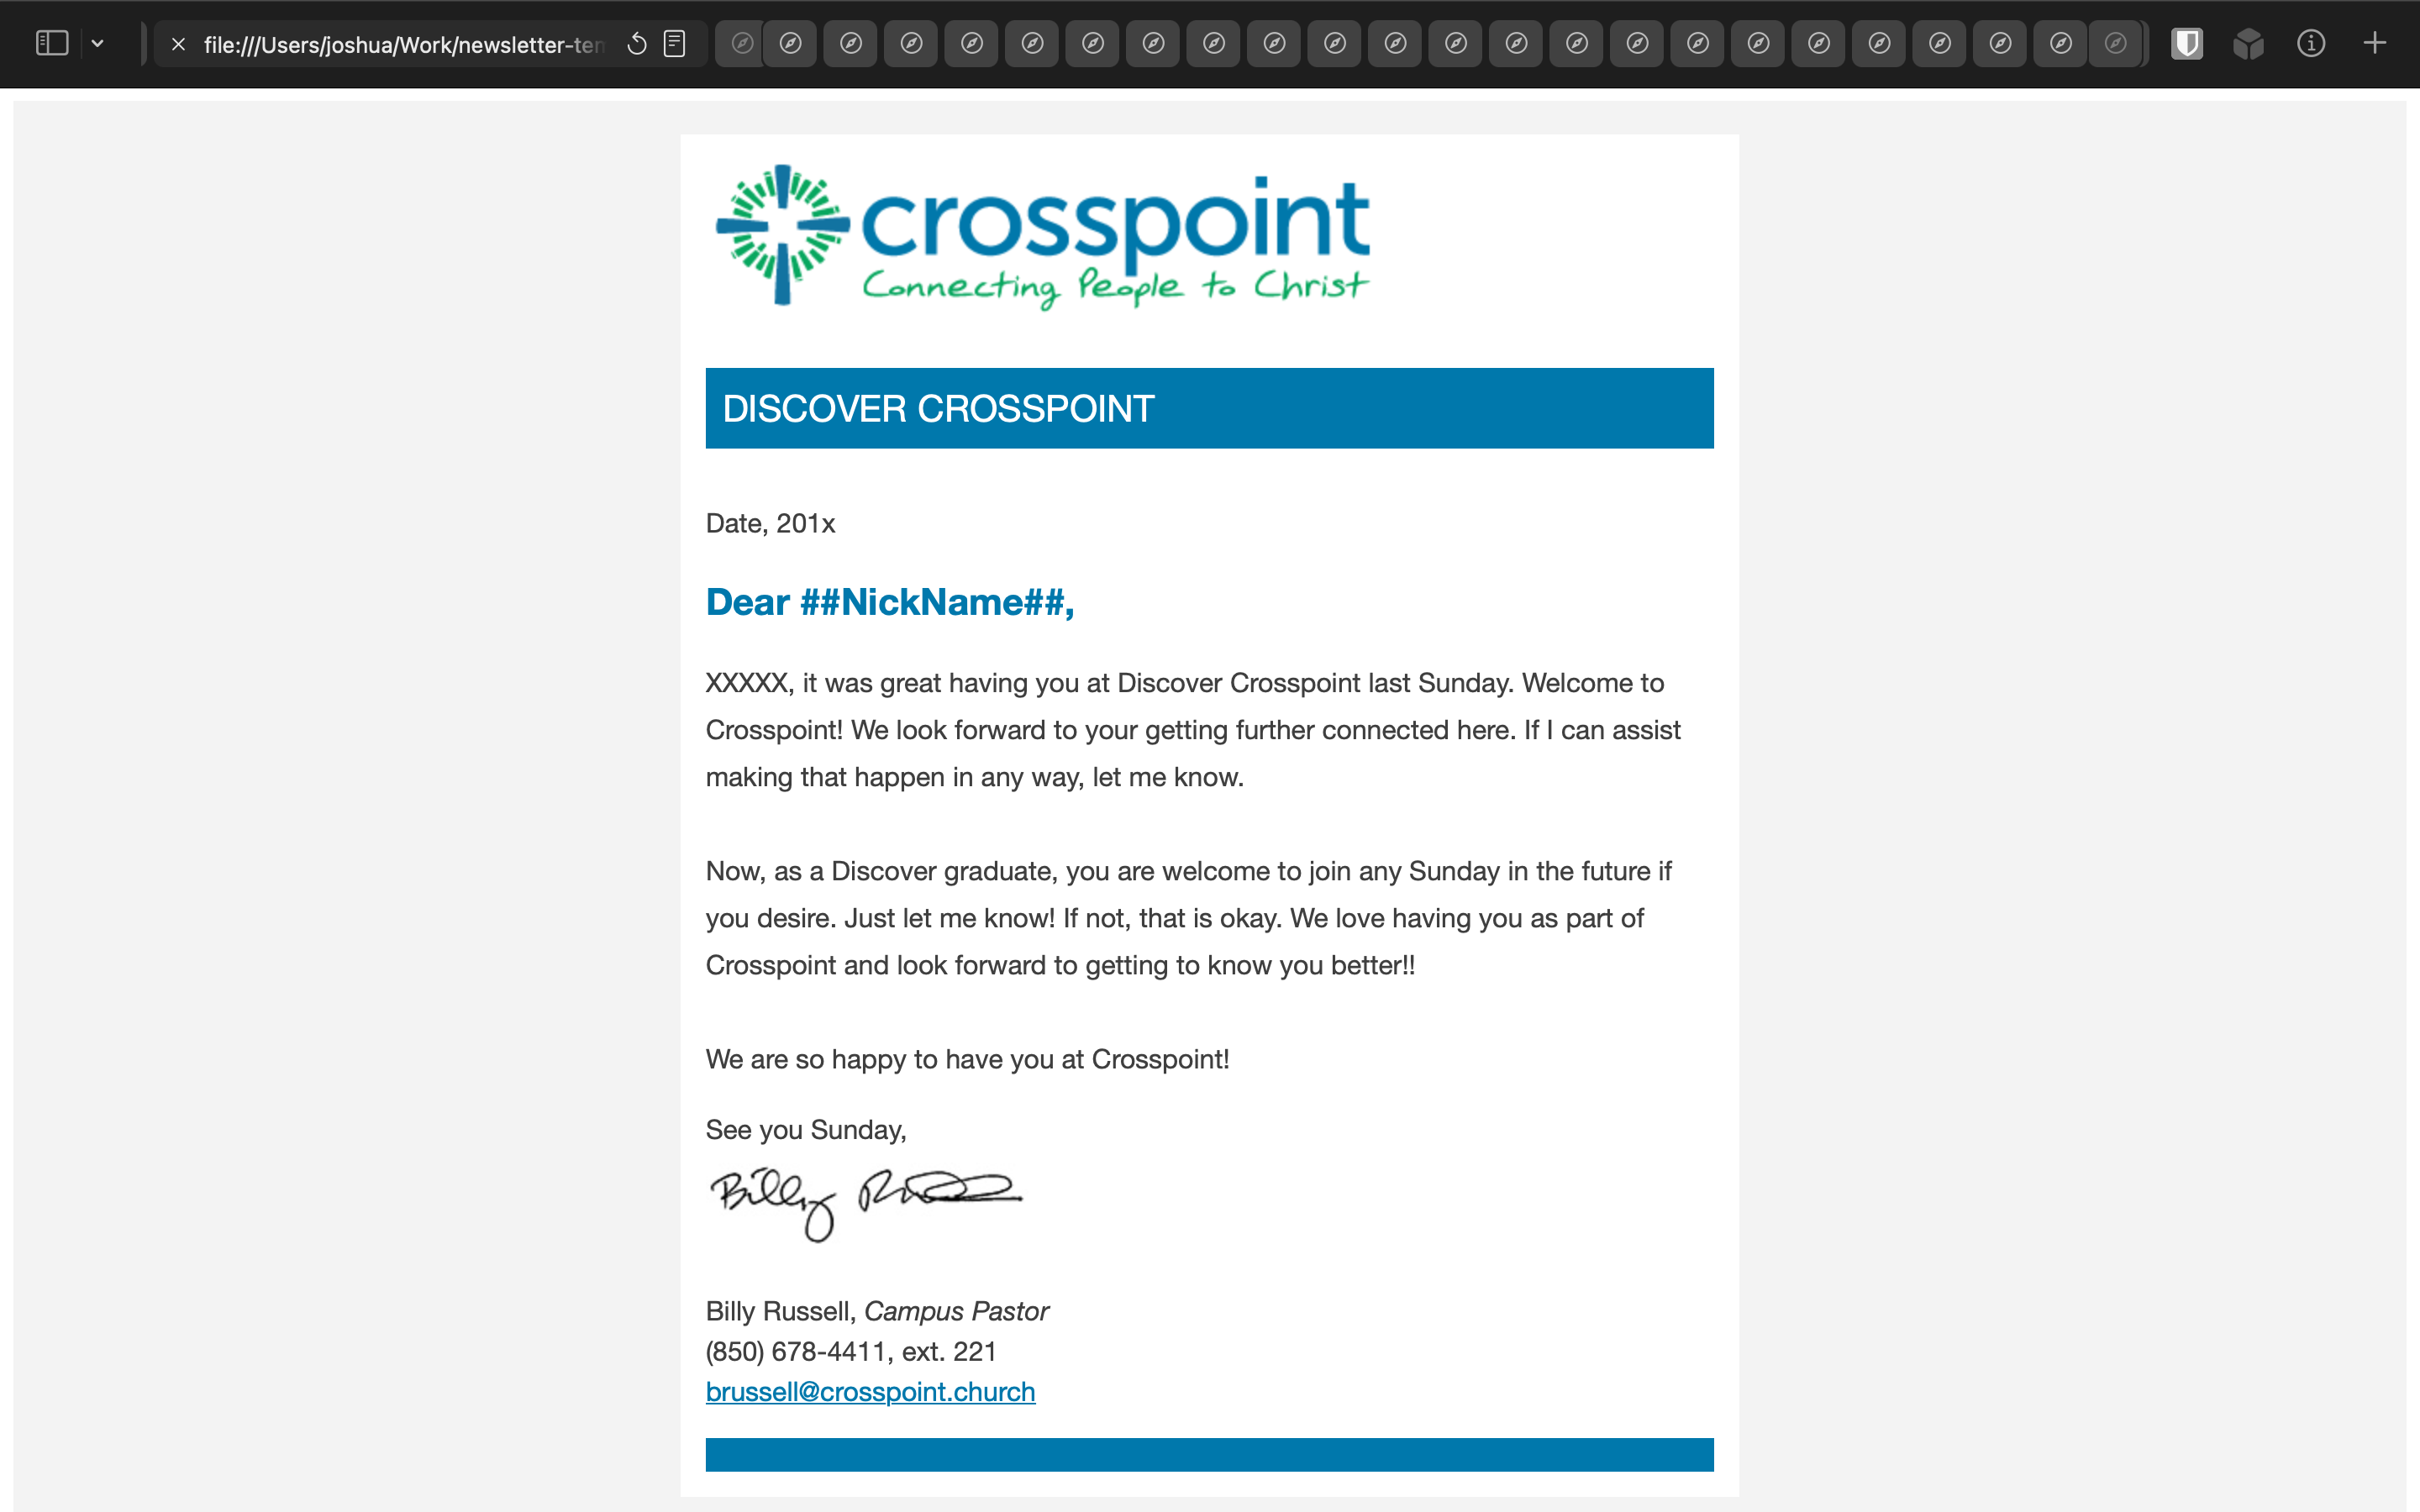 file:///Users/joshua/Work/newsletter-ten
crosspoint
Connecting People to Christ
DISCOVER CROSSPOINT
Date, 201x
Dear ##NickName##,
XXXXX, it was great having you at Discover Crosspoint last Sunday. Welcome to
Crosspoint! We look forward to your getting further connected here. If I can assist
making that happen in any way, let me know.
Now, as a Discover graduate, you are welcome to join any Sunday in the future if
you desire. Just let me know! If not, that is okay. We love having you as part of
Crosspoint and look forward to getting to know you better!!
We are so happy to have you at Crosspoint!
See you Sunday,
Billy
Billy Russell, Campus Pastor
(850) 678-4411, ext. 221
brussell@crosspoint.church